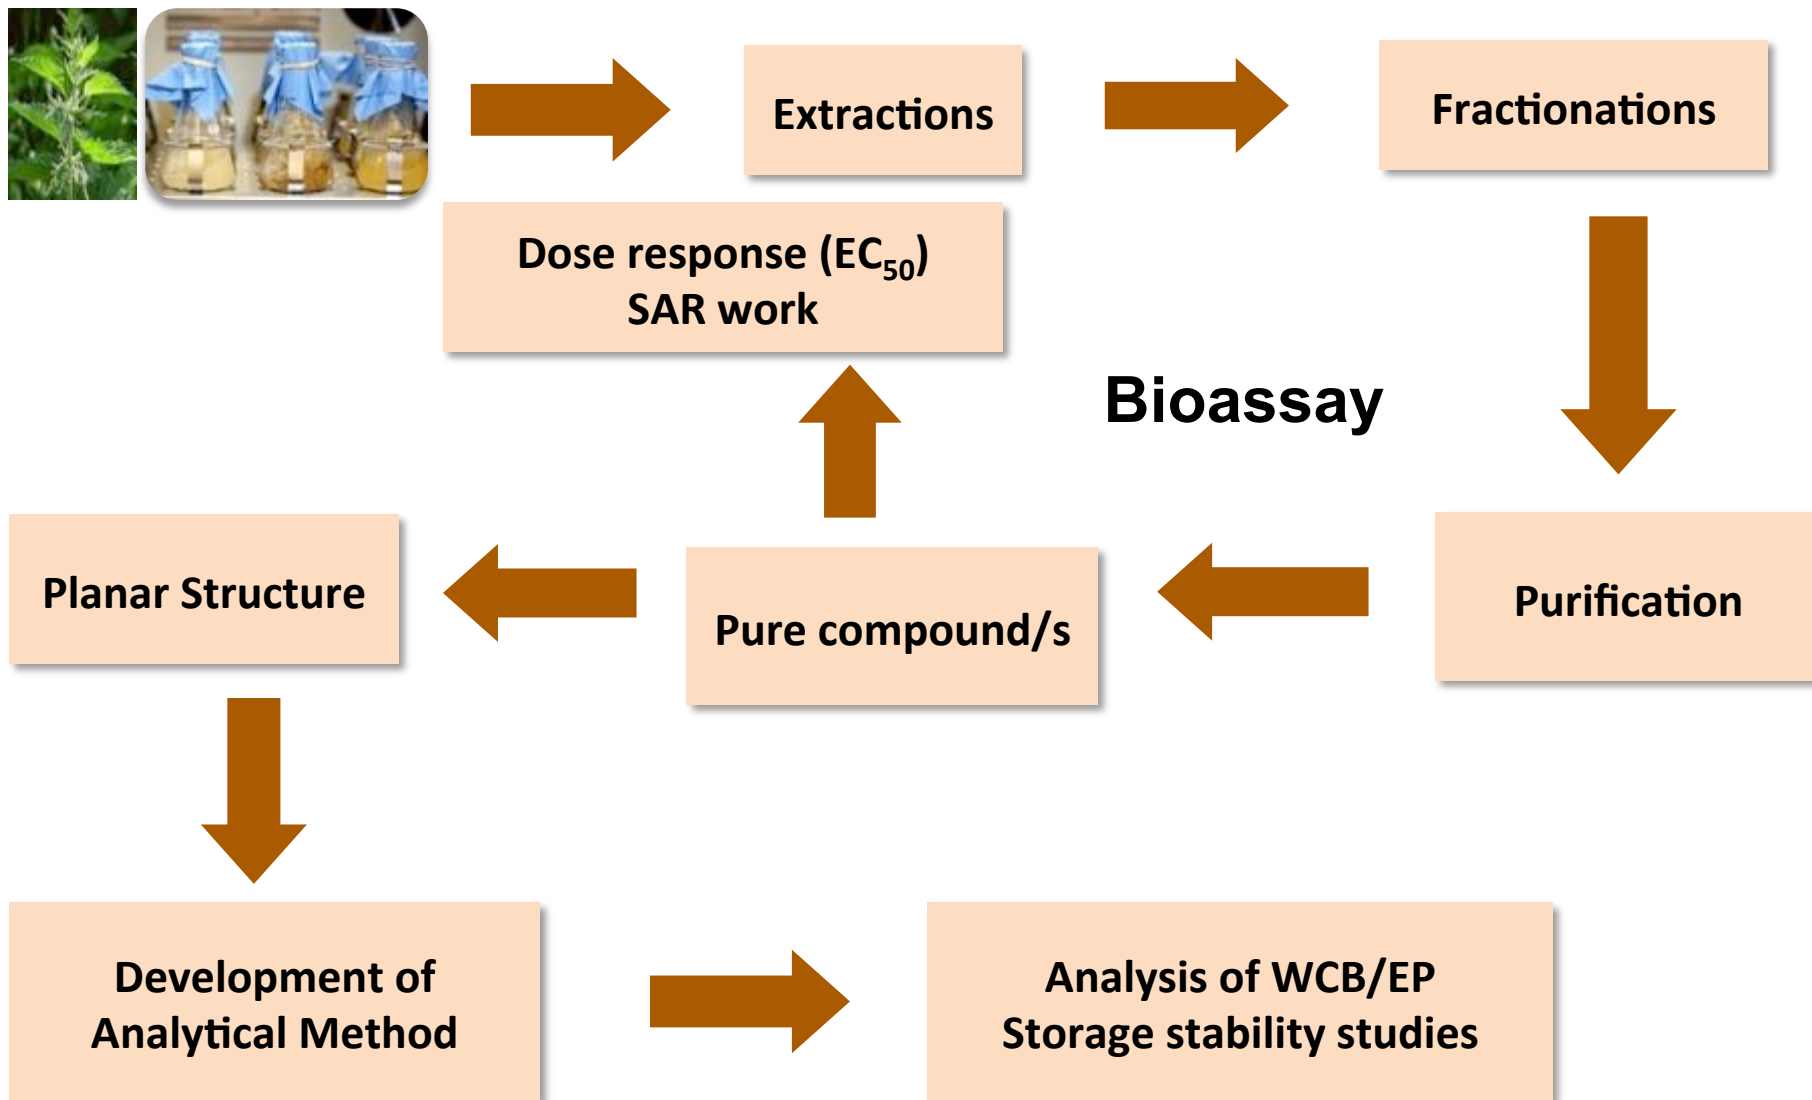 Extractions
Fractionations
Dose response (EC₅₀)
SAR work
Bioassay
Planar Structure
Pure compound/s
Purification
Development of
Analytical Method
Analysis of WCB/EP
Storage stability studies